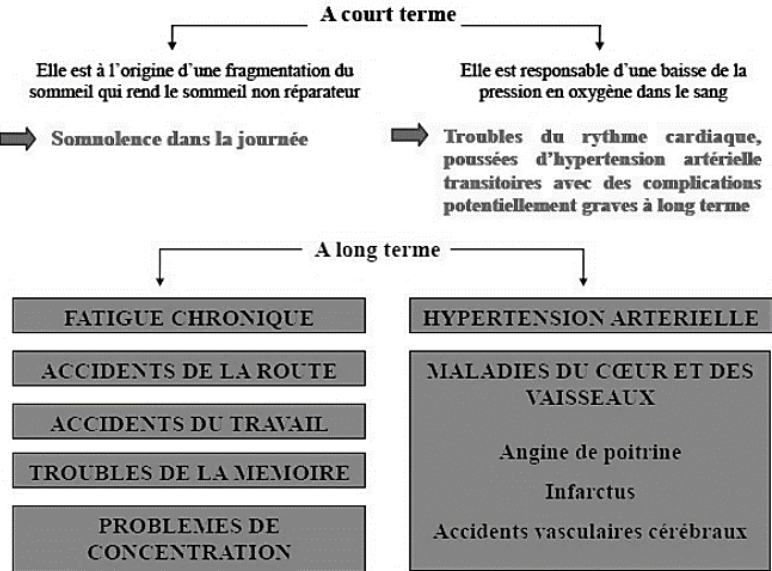 A court terme
Elle est à l'origine d'une fragmentation du
sommeil qui rend le sommeil non réparateur
Somnolence dans la journée
Elle est responsable d'une baisse de la
pression en oxygène dans le sang
Troubles du rythme cardiaque,
poussées d'hypertension artérielle
transitoires avec des complications
potentiellement graves à long terme
A long terme
FATIGUE CHRONIQUE
ACCIDENTS DE LA ROUTE
ACCIDENTS DU TRAVAIL
TROUBLES DE LA MEMOIRE
PROBLEMES DE
CONCENTRATION
HYPERTENSION ARTERIELLE
MALADIES DU CŒUR ET DES
VAISSEAUX
Angine de poitrine
Infarctus
Accidents vasculaires cérébraux